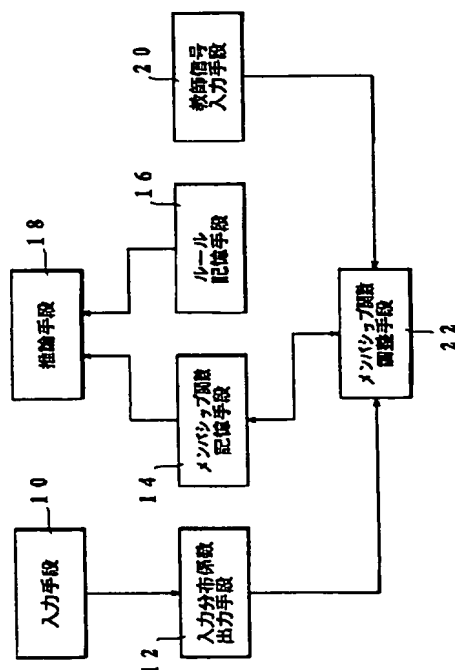 10
入力手段
12
入力分布係数
出力手段
18
推論手段
14
メンバシップ関数
記憶手段
16
ルール
記憶手段
20
教師信号
入力手段
メンバシップ関数
調整手段
22